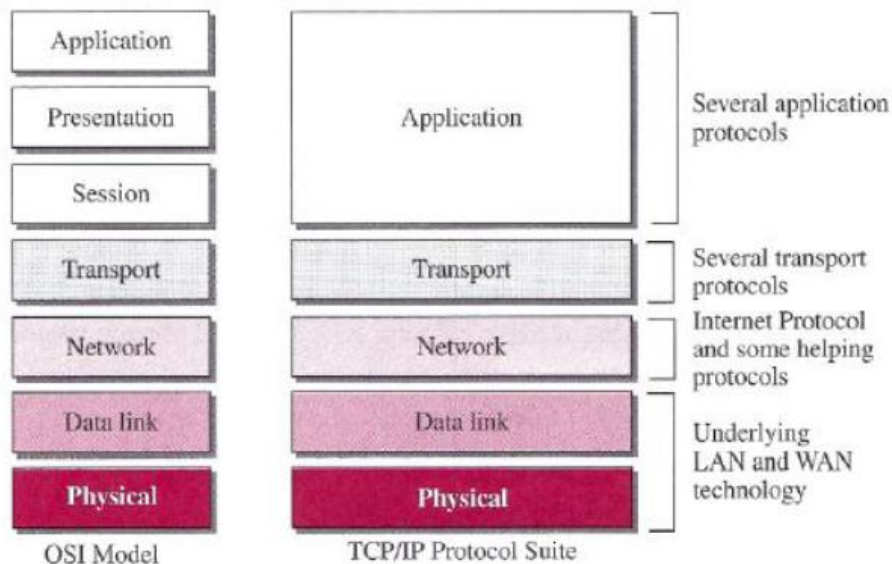 Application
Presentation
Session
Transport
Network
Data link
Physical
OSI Model
Application
Transport
Network
Data link
Physical
TCP/IP Protocol Suite
Several application
protocols
Several transport
protocols
Internet Protocol
and some helping
protocols
Underlying
LAN and WAN
technology